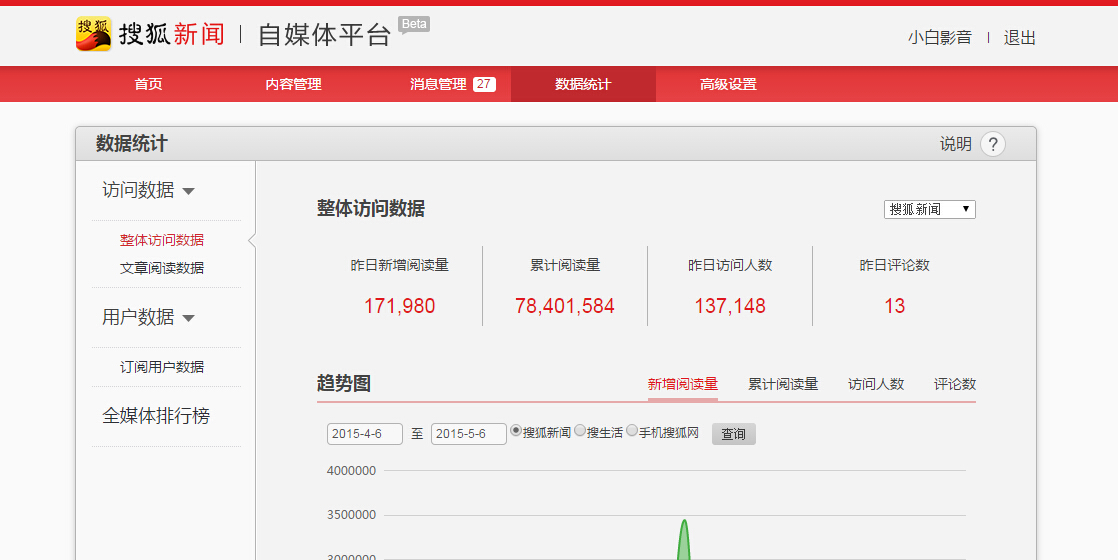 搜狐 搜狐新闻 自媒体平台 Beta
小白影音 退出
首页 内容管理 消息管理 27 数据统计 高级设置
数据统计 说明 ?
访问数据
整体访问数据
文章阅读数据
用户数据
订阅用户数据
全媒体排行榜
整体访问数据 搜狐新闻
昨日新增阅读量 累计阅读量 昨日访问人数 昨日评论数
171,980 78,401,584 137,148 13
趋势图 新增阅读量 累计阅读量 访问人数 评论数
2015-4-6 至 2015-5-6 搜狐新闻 搜生活 手机搜狐网 查询
4000000
3500000
3000000